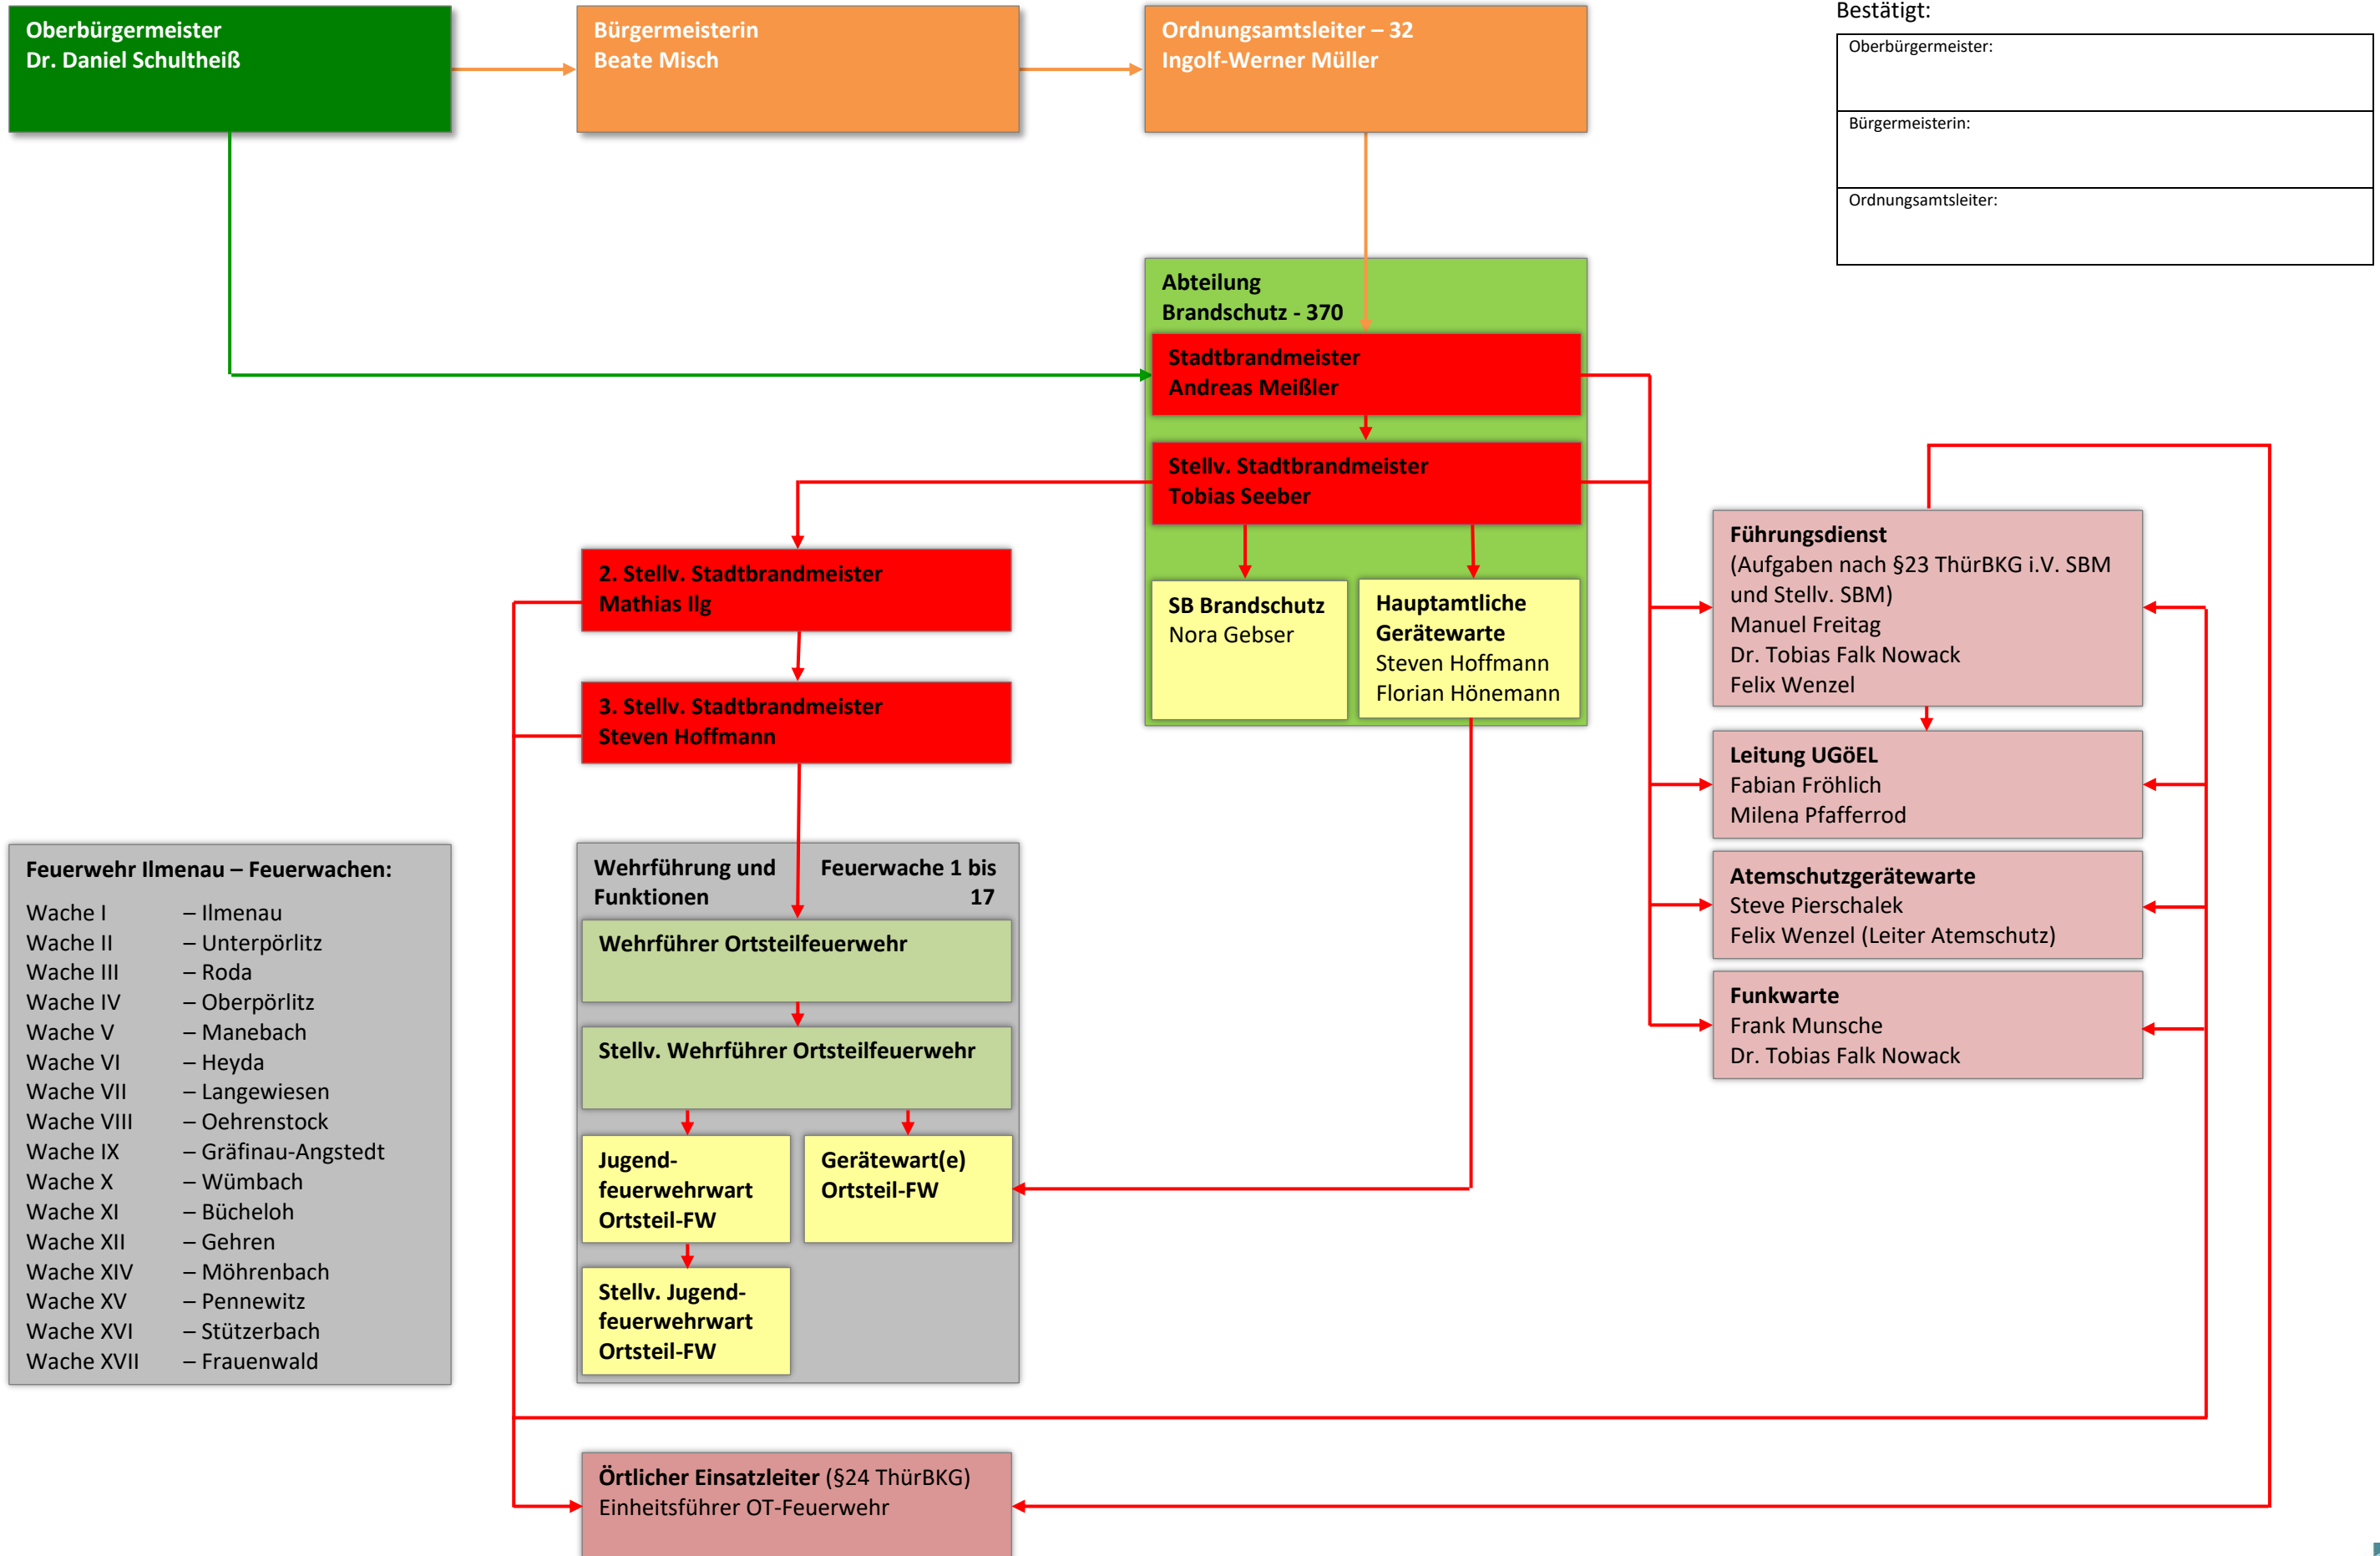 Oberbürgermeister
Dr. Daniel Schultheiß
Bürgermeisterin
Beate Misch
Ordnungsamtsleiter – 32
Ingolf-Werner Müller
Bestätigt:
Oberbürgermeister:
Bürgermeisterin:
Ordnungsamtsleiter:
Abteilung
Brandschutz - 370
Stadtbrandmeister
Andreas Meißler
Stellv. Stadtbrandmeister
Tobias Seeber
SB Brandschutz
Nora Gebser
Hauptamtliche
Gerätewarte
Steven Hoffmann
Florian Hönemann
2. Stellv. Stadtbrandmeister
Mathias Ilg
3. Stellv. Stadtbrandmeister
Steven Hoffmann
Führungsdienst
(Aufgaben nach §23 ThürBKG i.V. SBM
und Stellv. SBM)
Manuel Freitag
Dr. Tobias Falk Nowack
Felix Wenzel
Leitung UGöEL
Fabian Fröhlich
Milena Pfafferrod
Atemschutzgerätewarte
Steve Pierschalek
Felix Wenzel (Leiter Atemschutz)
Funkwarte
Frank Munsche
Dr. Tobias Falk Nowack
Feuerwehr Ilmenau – Feuerwachen:
Wache I – Ilmenau
Wache II – Unterpörlitz
Wache III – Roda
Wache IV – Oberpörlitz
Wache V – Manebach
Wache VI – Heyda
Wache VII – Langewiesen
Wache VIII – Oehrenstock
Wache IX – Gräfinau-Angstedt
Wache X – Wümbach
Wache XI – Bücheloh
Wache XII – Gehren
Wache XIV – Möhrenbach
Wache XV – Pennewitz
Wache XVI – Stützerbach
Wache XVII – Frauenwald
Wehrführung und Feuerwache 1 bis
Funktionen 17
Wehrführer Ortsteilfeuerwehr
Stellv. Wehrführer Ortsteilfeuerwehr
Jugend-
feuerwehrwart
Ortsteil-FW
Gerätewart(e)
Ortsteil-FW
Stellv. Jugend-
feuerwehrwart
Ortsteil-FW
Örtlicher Einsatzleiter (§24 ThürBKG)
Einheitsführer OT-Feuerwehr